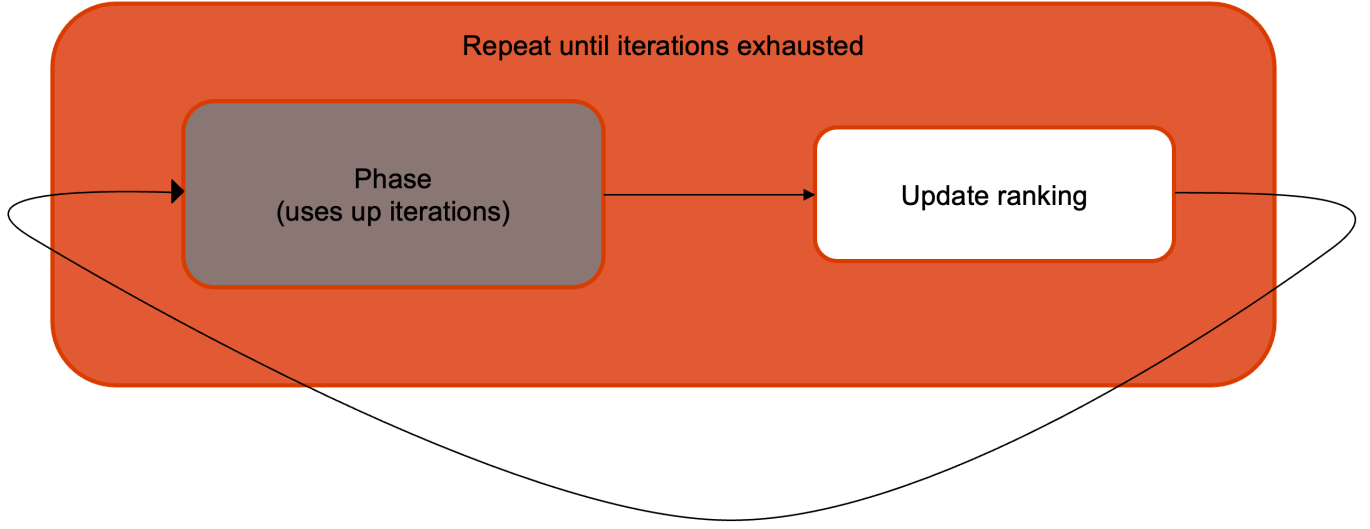 Repeat until iterations exhausted
Phase
(uses up iterations)
Update ranking